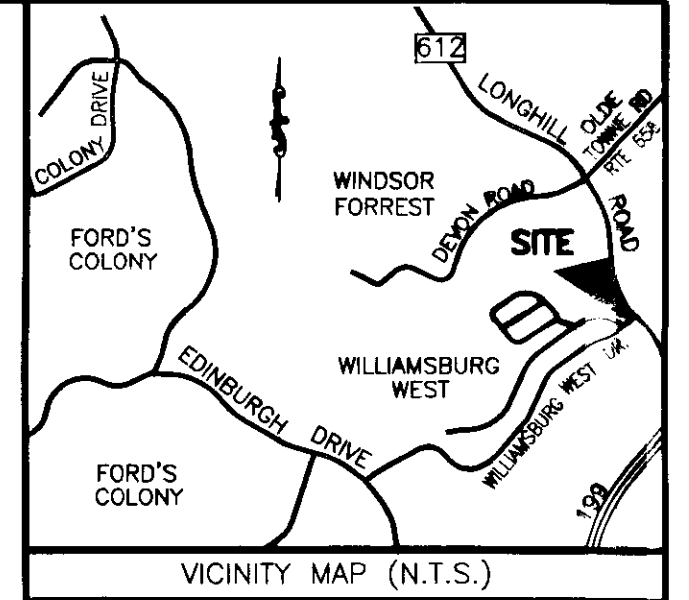 612
LONGHILL
ROAD
OLDE
TOWNE RD
RTE 658
COLONY DRIVE
WINDSOR
FORREST
DEVON ROAD
SITE
FORD'S
COLONY
WILLIAMSBURG
WEST
EDINBURGH DRIVE
WILLIAMSBURG WEST DR.
FORD'S
COLONY
199
VICINITY MAP (N.T.S.)